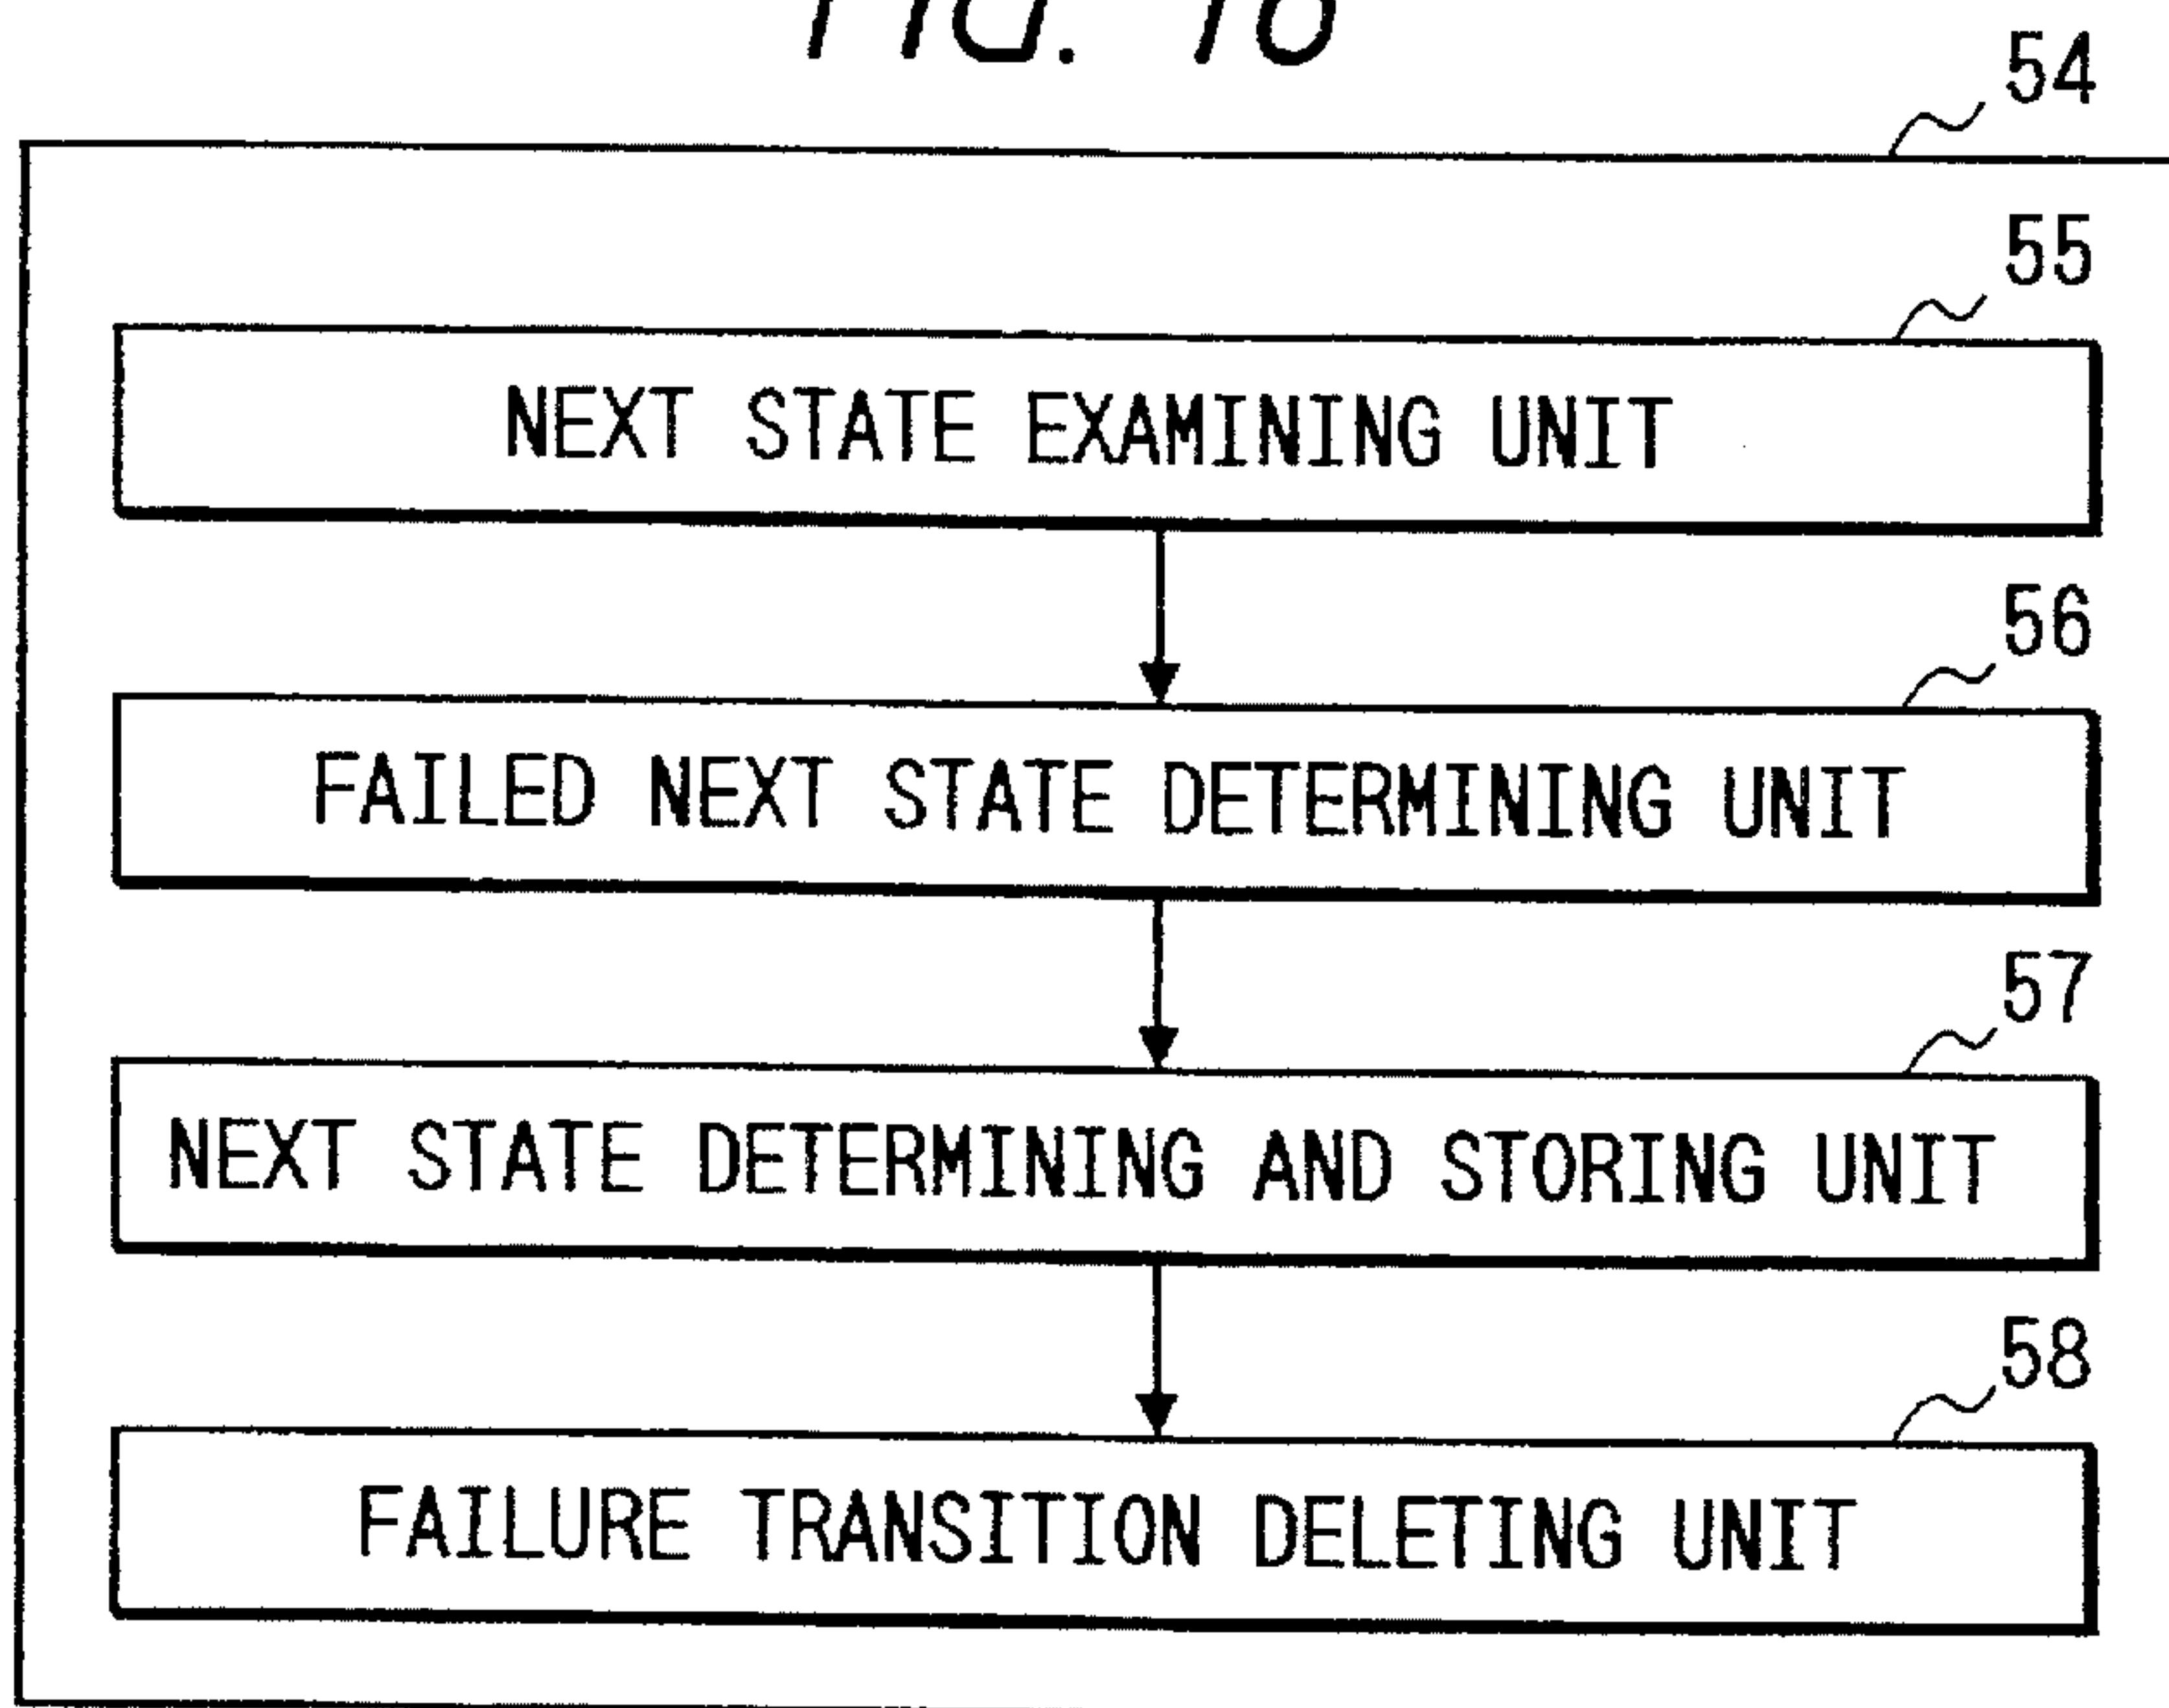 FIG.
54
55
NEXT STATE EXAMINING UNIT
56
FAILED NEXT STATE DETERMINING UNIT
57
NEXT STATE DETERMINING AND STORING UNIT
58
FAILURE TRANSITION DELETING UNIT